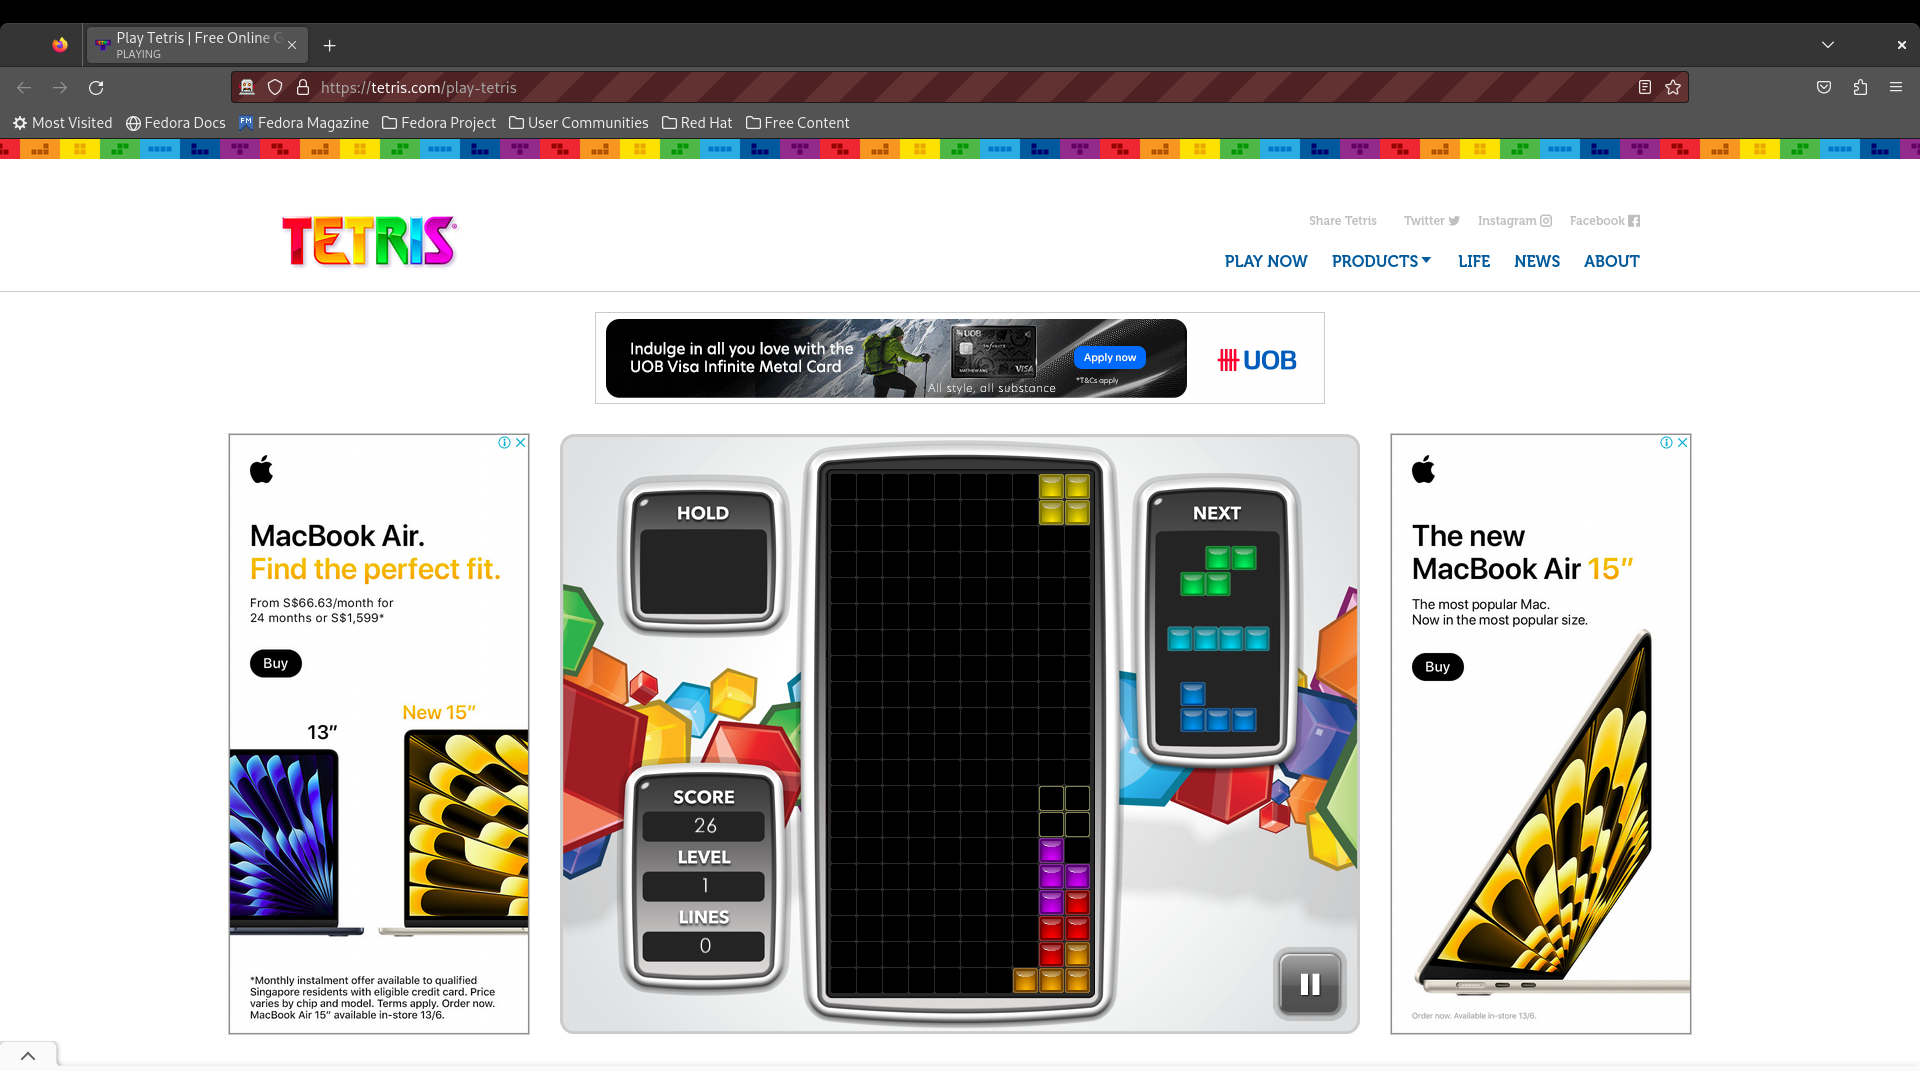 Play Tetris | Free Online G
PLAYING
https://tetris.com/play-tetris
Most Visited
Fedora Docs
Fedora Magazine
Fedora Project
User Communities
Red Hat
Free Content
TETRIS
Share Tetris
Twitter
Instagram
Facebook
PLAY NOW
PRODUCTS
LIFE
NEWS
ABOUT
Indulge in all you love with the
UOB Visa Infinite Metal Card
UOB
VISA
Apply now
*T&Cs apply
All style, all substance
UOB
MacBook Air.
Find the perfect fit.
From S$66.63/month for
24 months or S$1,599*
Buy
New 15”
13”
*Monthly instalment offer available to qualified
Singapore residents with eligible credit card. Price
varies by chip and model. Terms apply. Order now.
MacBook Air 15” available in-store 13/6.
HOLD
SCORE
26
LEVEL
1
LINES
0
NEXT
The new
MacBook Air 15”
The most popular Mac.
Now in the most popular size.
Buy
Order now. Available in-store 13/6.